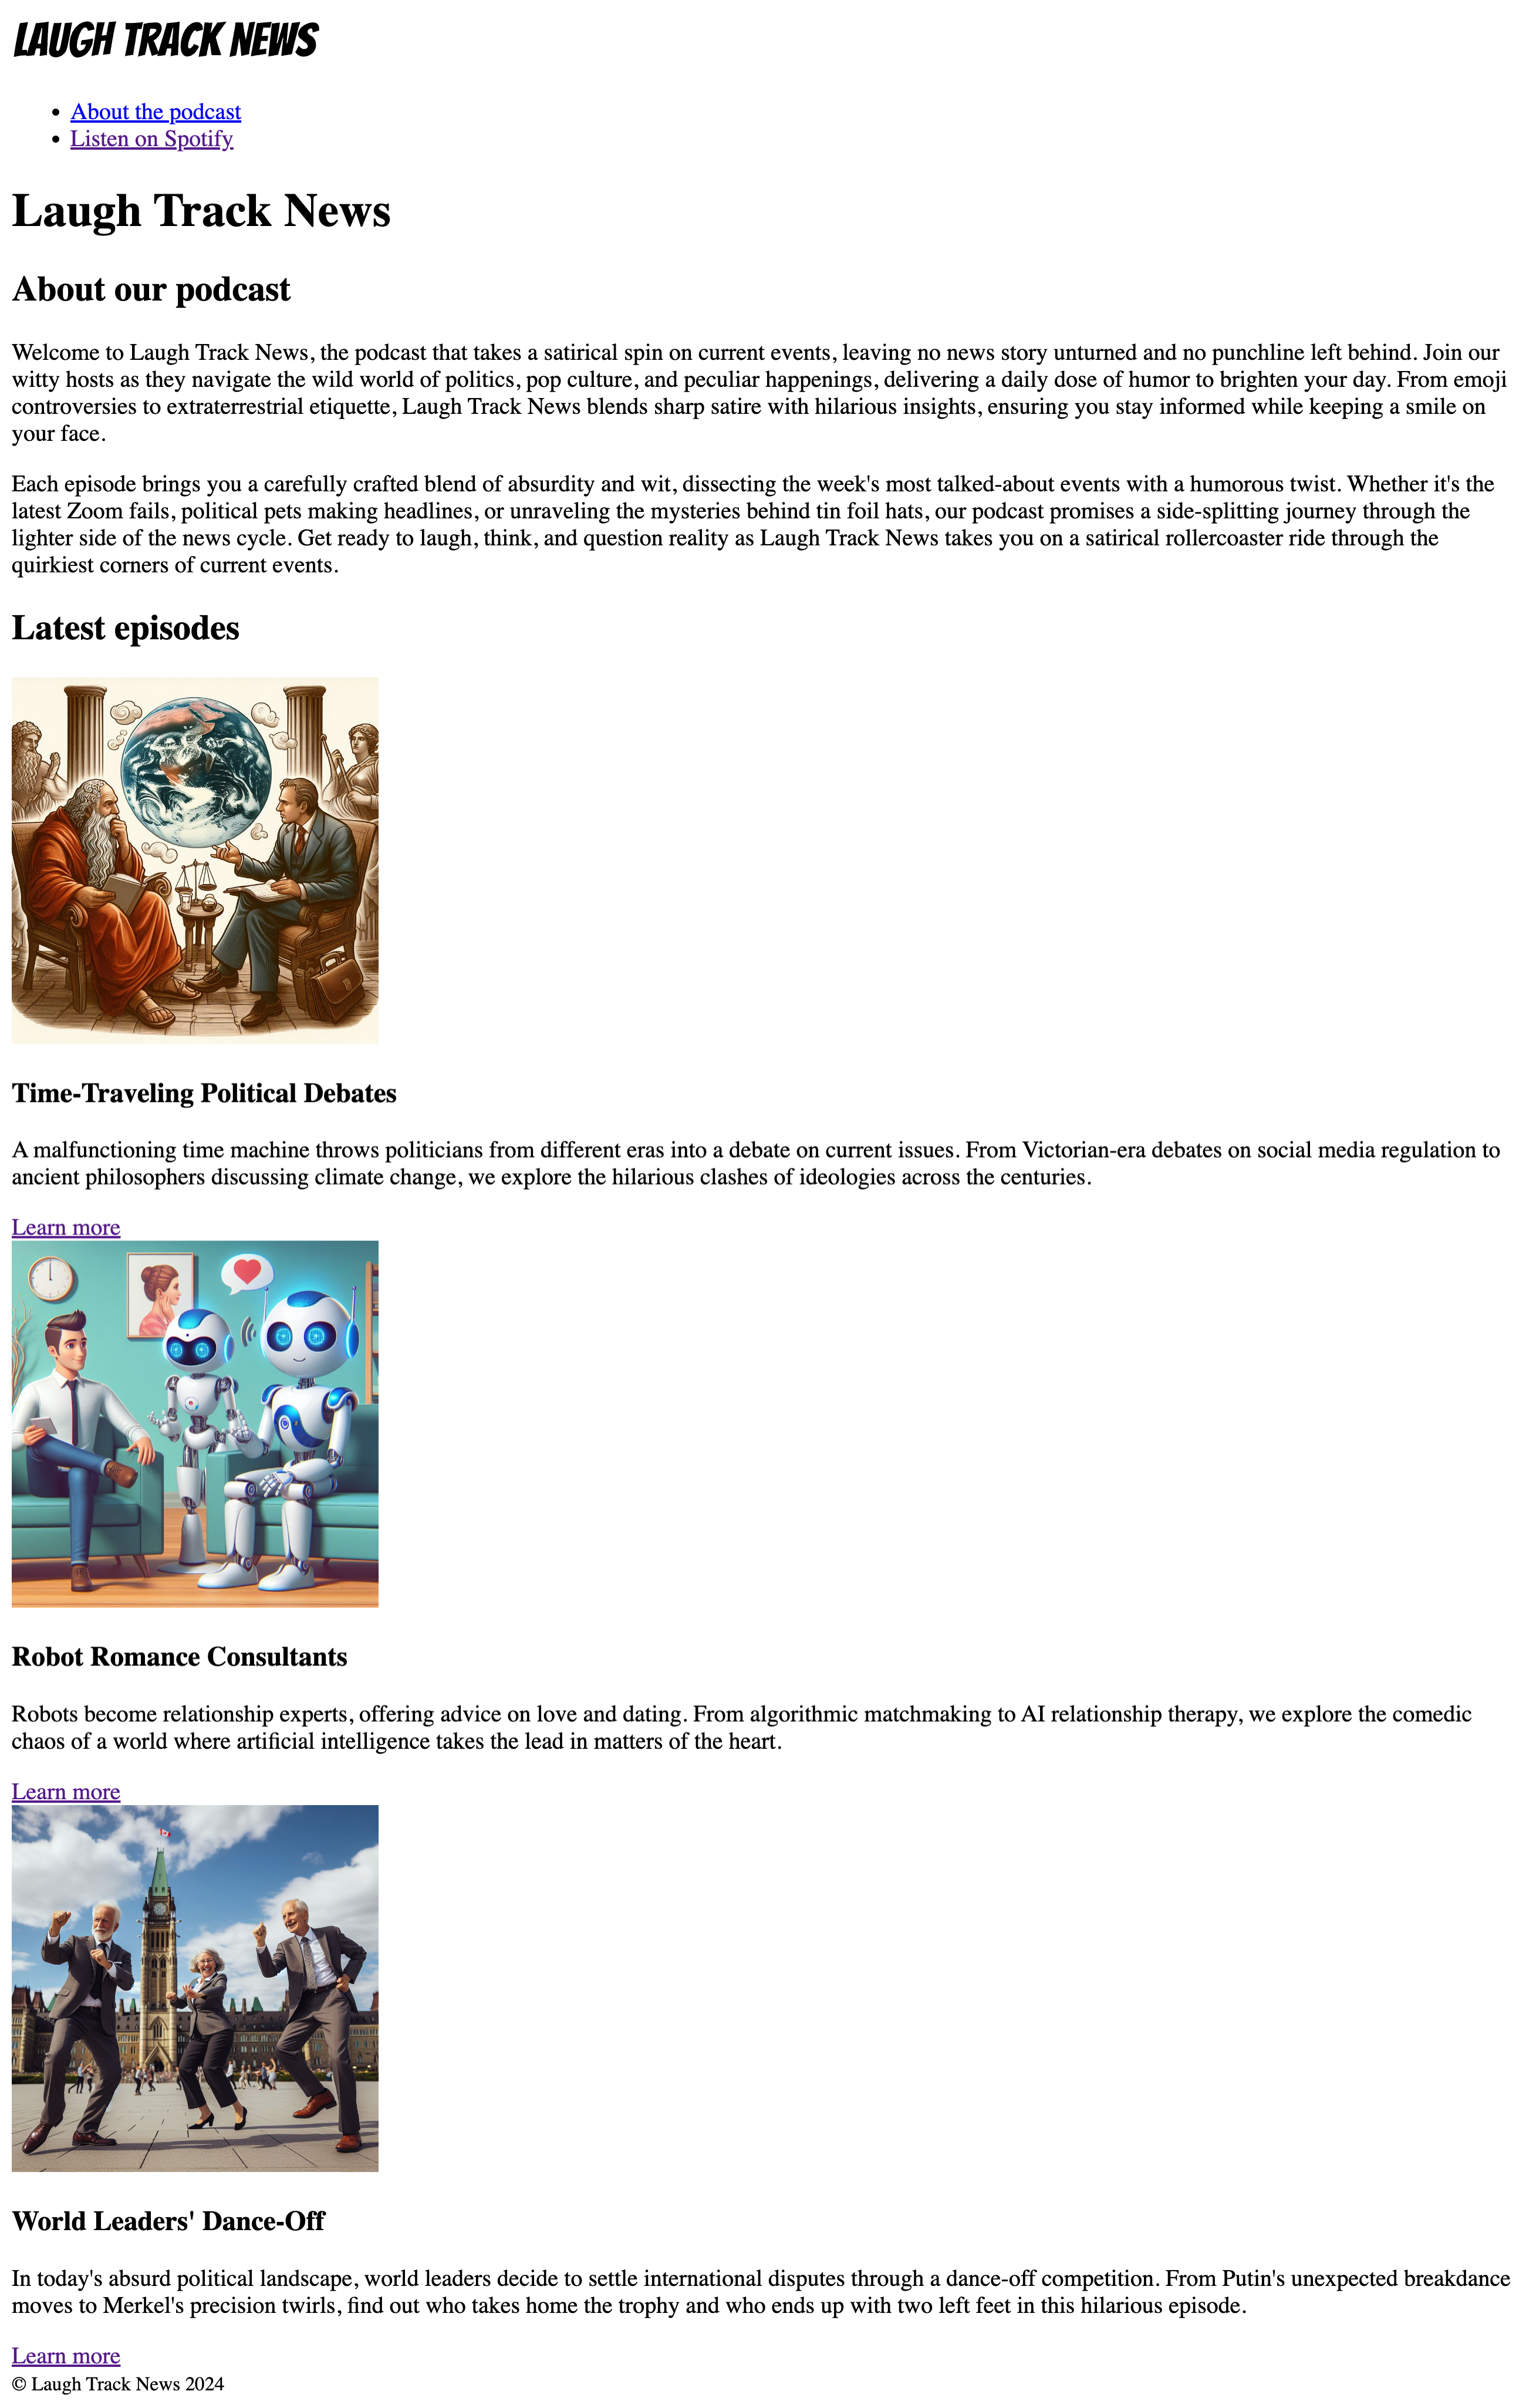 LAUGH TRACK NEWS
About the podcast
Listen on Spotify
Laugh Track News
About our podcast
Welcome to Laugh Track News, the podcast that takes a satirical spin on current events, leaving no news story unturned and no punchline left behind. Join our
witty hosts as they navigate the wild world of politics, pop culture, and peculiar happenings, delivering a daily dose of humor to brighten your day. From emoji
controversies to extraterrestrial etiquette, Laugh Track News blends sharp satire with hilarious insights, ensuring you stay informed while keeping a smile on
your face.
Each episode brings you a carefully crafted blend of absurdity and wit, dissecting the week's most talked-about events with a humorous twist. Whether it's the
latest Zoom fails, political pets making headlines, or unraveling the mysteries behind tin foil hats, our podcast promises a side-splitting journey through the
lighter side of the news cycle. Get ready to laugh, think, and question reality as Laugh Track News takes you on a satirical rollercoaster ride through the
quirkiest corners of current events.
Latest episodes
Time-Traveling Political Debates
A malfunctioning time machine throws politicians from different eras into a debate on current issues. From Victorian-era debates on social media regulation to
ancient philosophers discussing climate change, we explore the hilarious clashes of ideologies across the centuries.
Learn more
Robot Romance Consultants
Robots become relationship experts, offering advice on love and dating. From algorithmic matchmaking to AI relationship therapy, we explore the comedic
chaos of a world where artificial intelligence takes the lead in matters of the heart.
Learn more
World Leaders' Dance-Off
In today's absurd political landscape, world leaders decide to settle international disputes through a dance-off competition. From Putin's unexpected breakdance
moves to Merkel's precision twirls, find out who takes home the trophy and who ends up with two left feet in this hilarious episode.
Learn more
© Laugh Track News 2024